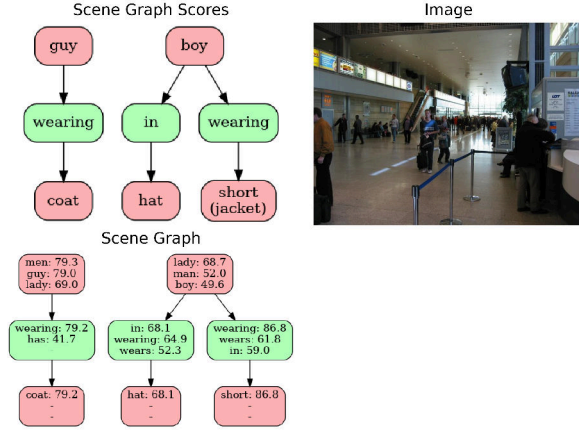 Scene Graph Scores
Image
guy
boy
wearing
in
wearing
coat
hat
short
(jacket)
Scene Graph
men: 79.3
guy: 79.0
lady: 69.0
lady: 68.7
man: 52.0
boy: 49.6
wearing: 79.2
has: 41.7
-
in: 68.1
wearing: 64.9
wears: 52.3
wearing: 86.8
wears: 61.8
in: 59.0
coat: 79.2
-
-
hat: 68.1
-
-
short: 86.8
-
-